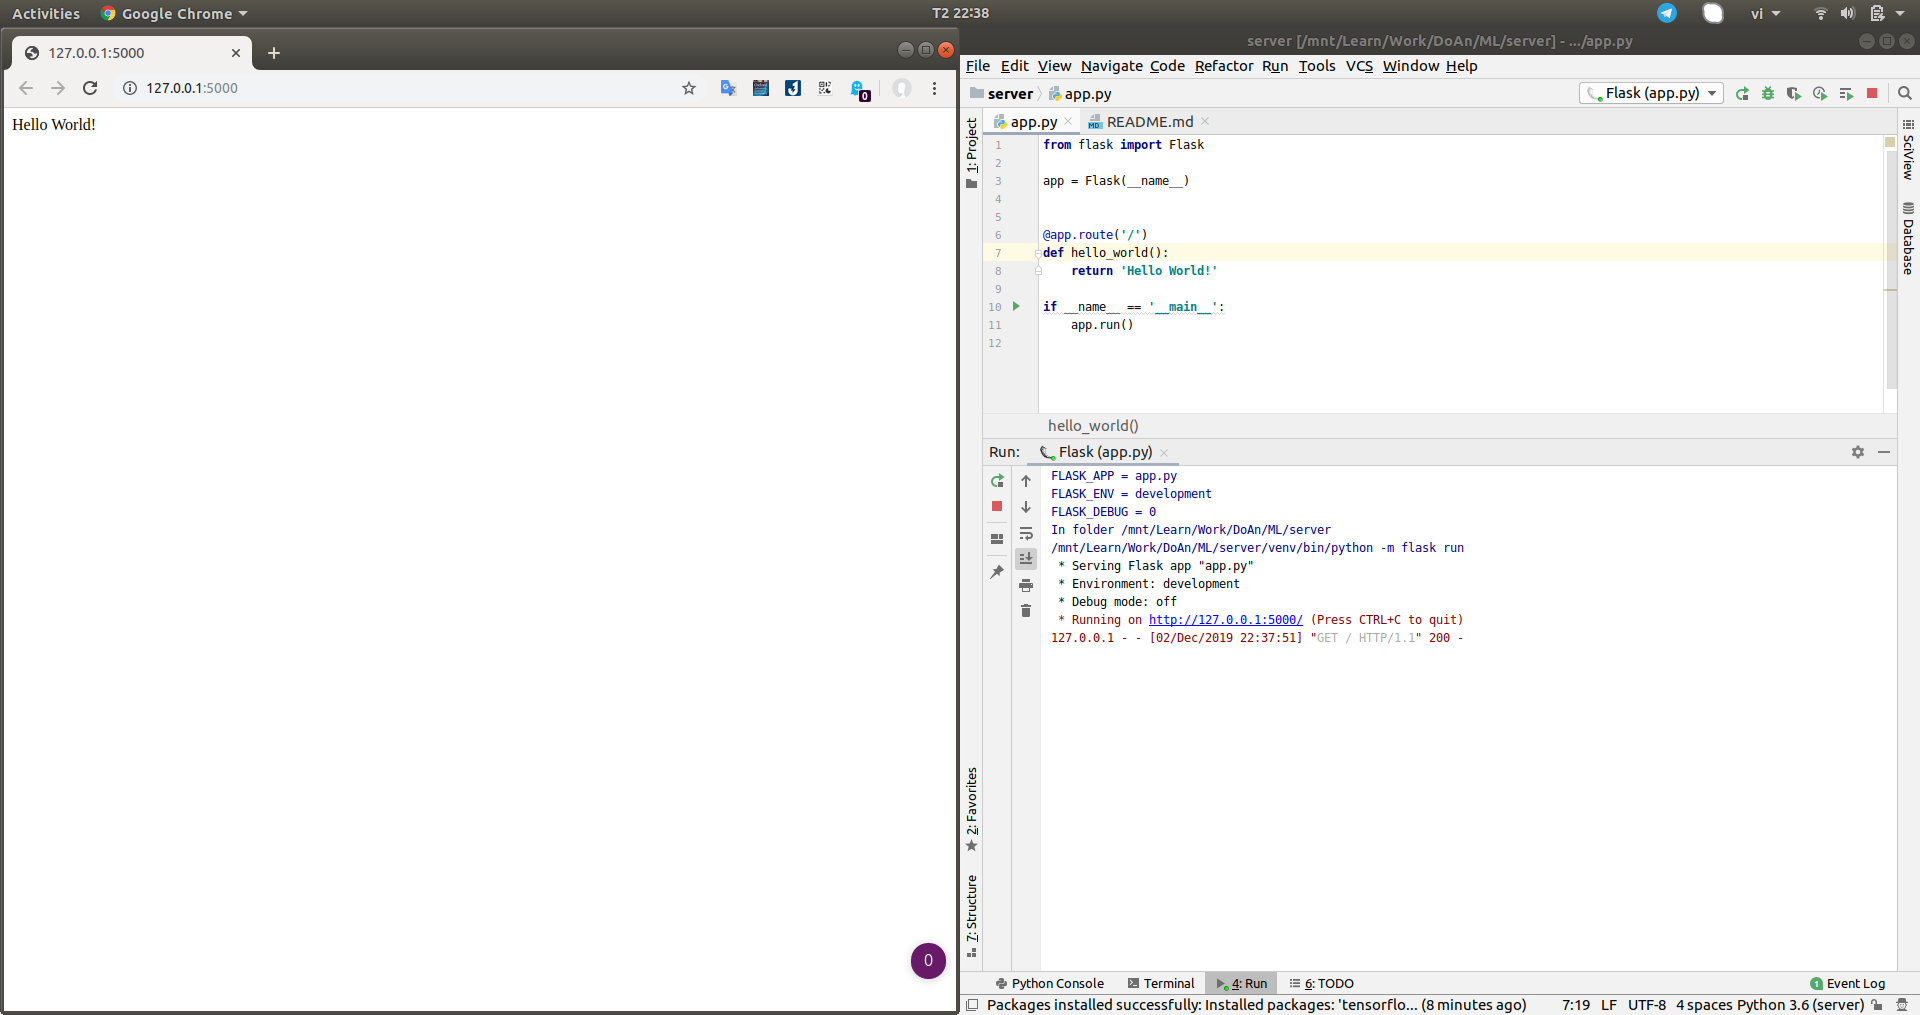 Activities Google Chrome T2 22:38 vi
127.0.0.1:5000
127.0.0.1:5000
0
Hello World!
0
server [/mnt/Learn/Work/DoAn/ML/server] - .../app.py
File Edit View Navigate Code Refactor Run Tools VCS Window Help
server app.py Flask (app.py)
app.py README.md
1: Project
SciView
Database
1 from flask import Flask
2
3 app = Flask(__name__)
4
5
6 @app.route('/')
7 def hello_world():
8 return 'Hello World!'
9
10 if __name__ == '__main__':
11 app.run()
12
hello_world()
Run: Flask (app.py)
FLASK_APP = app.py
FLASK_ENV = development
FLASK_DEBUG = 0
In folder /mnt/Learn/Work/DoAn/ML/server
/mnt/Learn/Work/DoAn/ML/server/venv/bin/python -m flask run
* Serving Flask app "app.py"
* Environment: development
* Debug mode: off
* Running on http://127.0.0.1:5000/ (Press CTRL+C to quit)
127.0.0.1 - - [02/Dec/2019 22:37:51] "GET / HTTP/1.1" 200 -
2: Favorites
7: Structure
Python Console Terminal 4: Run 6: TODO 1 Event Log
Packages installed successfully: Installed packages: 'tensorflo... (8 minutes ago) 7:19 LF UTF-8 4 spaces Python 3.6 (server)